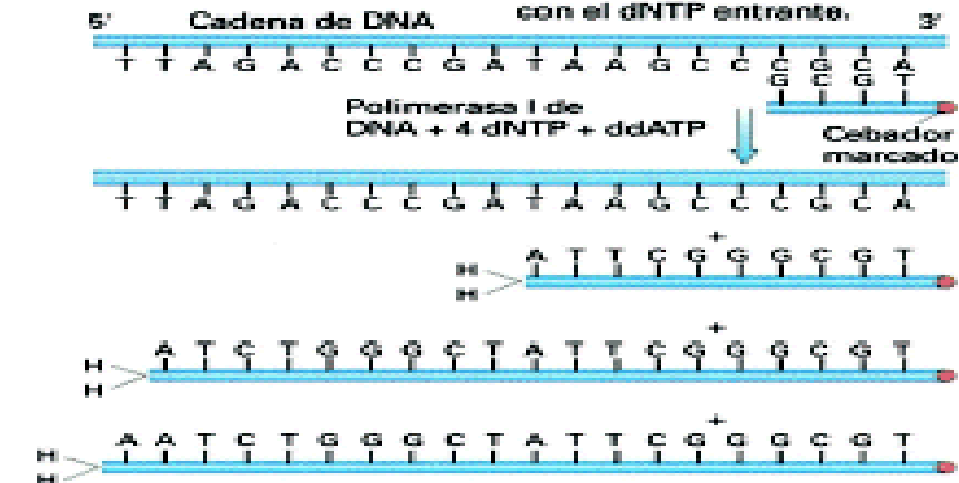 con el dNTP entrante.
5' Cadena de DNA 3'
T T A G A C C C G A T A A G C C C G C A
G C G T
Polimerasa I de
DNA + 4 dNTP + ddATP
Cebador
marcado
T T A G A C C C G A T A A G C C C G C A
+
A T T C G G G C G T
H
H
+
A T C T G G G C T A T T C G G G C G T
H
H
+
A A T C T G G G C T A T T C G G G C G T
H
H